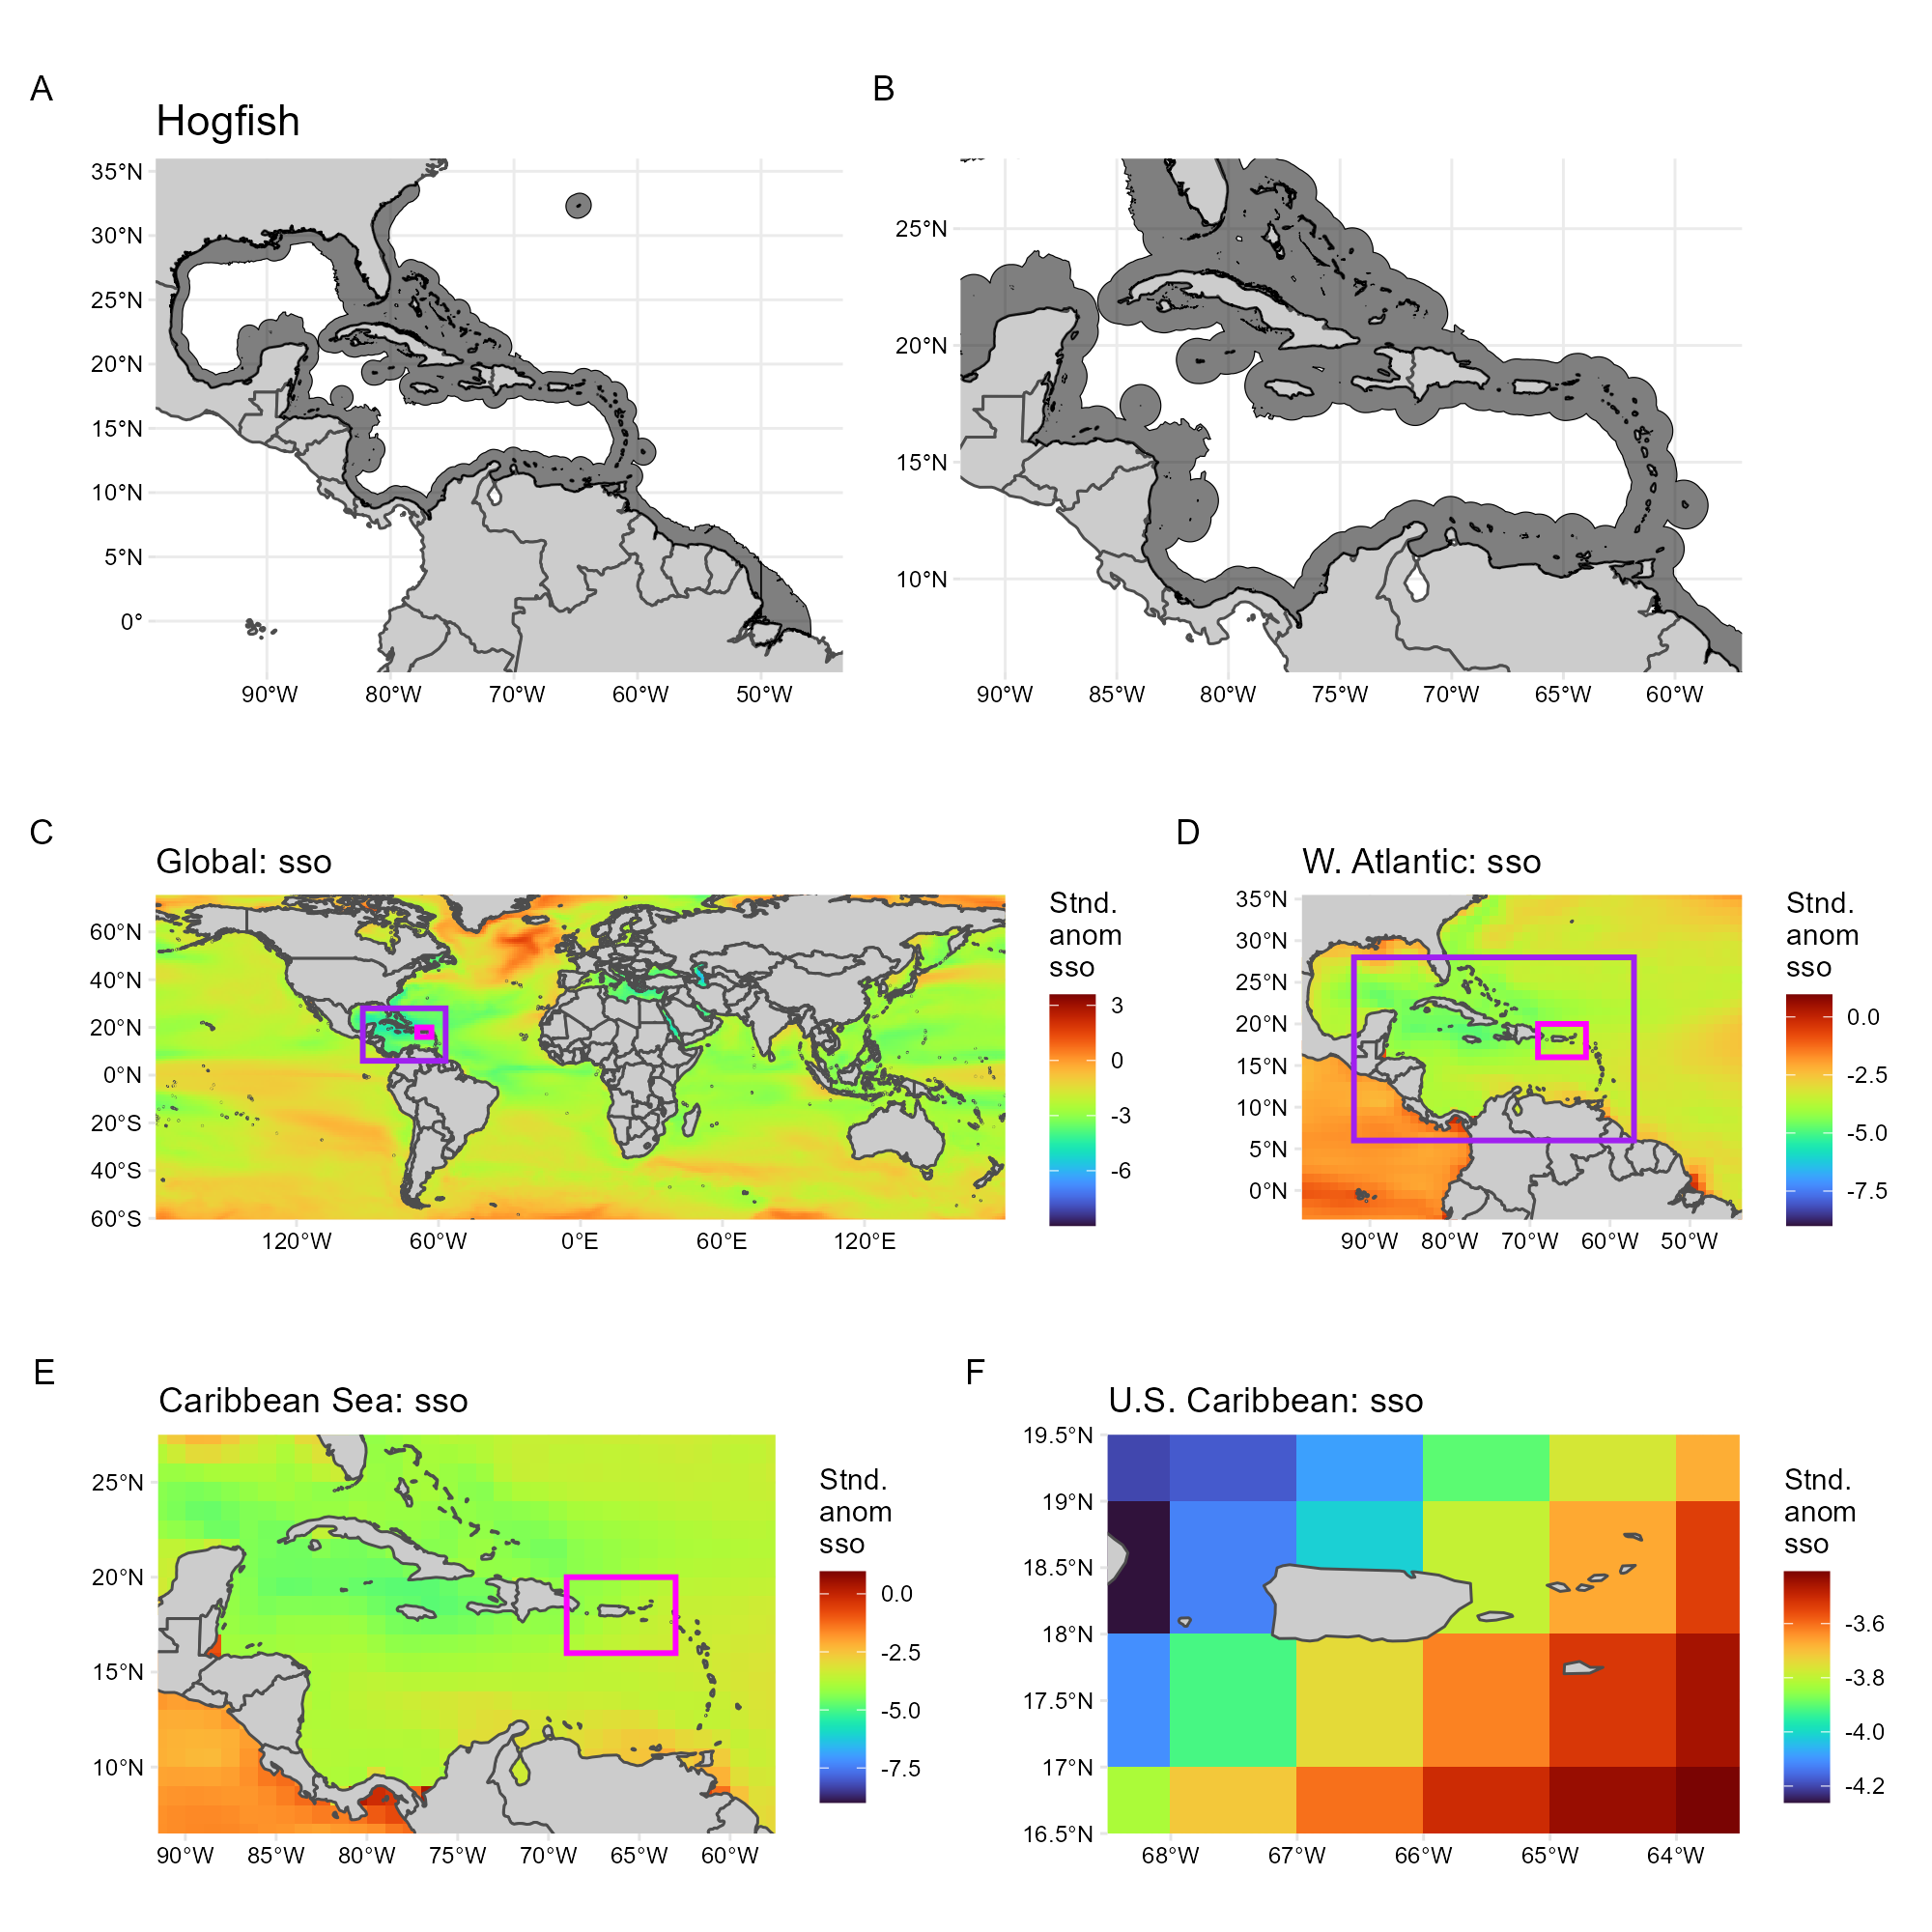 A
Hogfish
35°N
30°N
25°N
20°N
15°N
10°N
5°N
0°
90°W 80°W 70°W 60°W 50°W
B
25°N
20°N
15°N
10°N
90°W 85°W 80°W 75°W 70°W 65°W 60°W
C
Global: sso
60°N
40°N
20°N
0°N
20°S
40°S
60°S
120°W 60°W 0°E 60°E 120°E
Stnd.
anom
sso
3
0
-3
-6
D
W. Atlantic: sso
35°N
30°N
25°N
20°N
15°N
10°N
5°N
0°N
90°W 80°W 70°W 60°W 50°W
Stnd.
anom
sso
0.0
-2.5
-5.0
-7.5
E
Caribbean Sea: sso
25°N
20°N
15°N
10°N
90°W 85°W 80°W 75°W 70°W 65°W 60°W
Stnd.
anom
sso
0.0
-2.5
-5.0
-7.5
F
U.S. Caribbean: sso
19.5°N
19°N
18.5°N
18°N
17.5°N
17°N
16.5°N
68°W 67°W 66°W 65°W 64°W
Stnd.
anom
sso
-3.6
-3.8
-4.0
-4.2